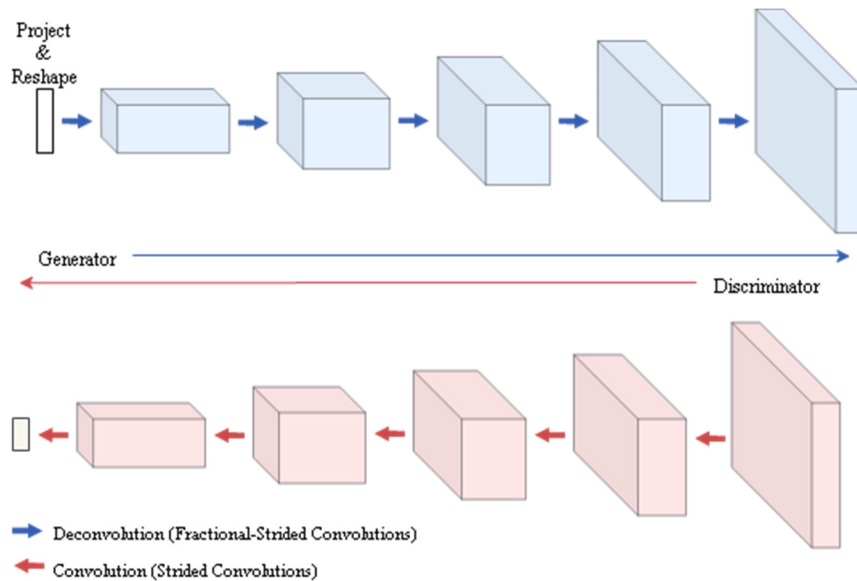 Project
&
Reshape
Generator
Discriminator
Deconvolution (Fractional-Strided Convolutions)
Convolution (Strided Convolutions)